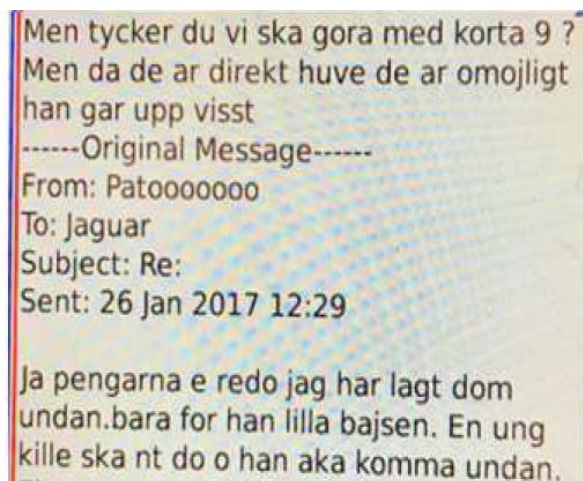 Men tycker du vi ska gora med korta 9 ?
Men da de ar direkt huve de ar omojligt
han gar upp visst
------Original Message------
From: Patooooooo
To: Jaguar
Subject: Re:
Sent: 26 Jan 2017 12:29
Ja pengarna e redo jag har lagt dom
undan.bara for han lilla bajsen. En ung
kille ska nt do o han aka komma undan.